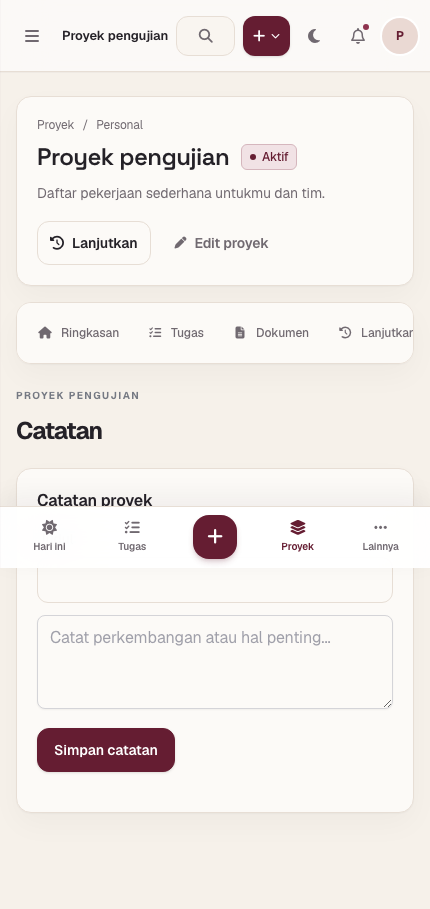 Proyek pengujian
P
Proyek / Personal
Proyek pengujian
Aktif
Daftar pekerjaan sederhana untukmu dan tim.
Lanjutkan
Edit proyek
Ringkasan
Tugas
Dokumen
Lanjutkan
PROYEK PENGUJIAN
Catatan
Catatan proyek
Hari ini
Tugas
Proyek
Lainnya
Catat perkembangan atau hal penting...
Simpan catatan